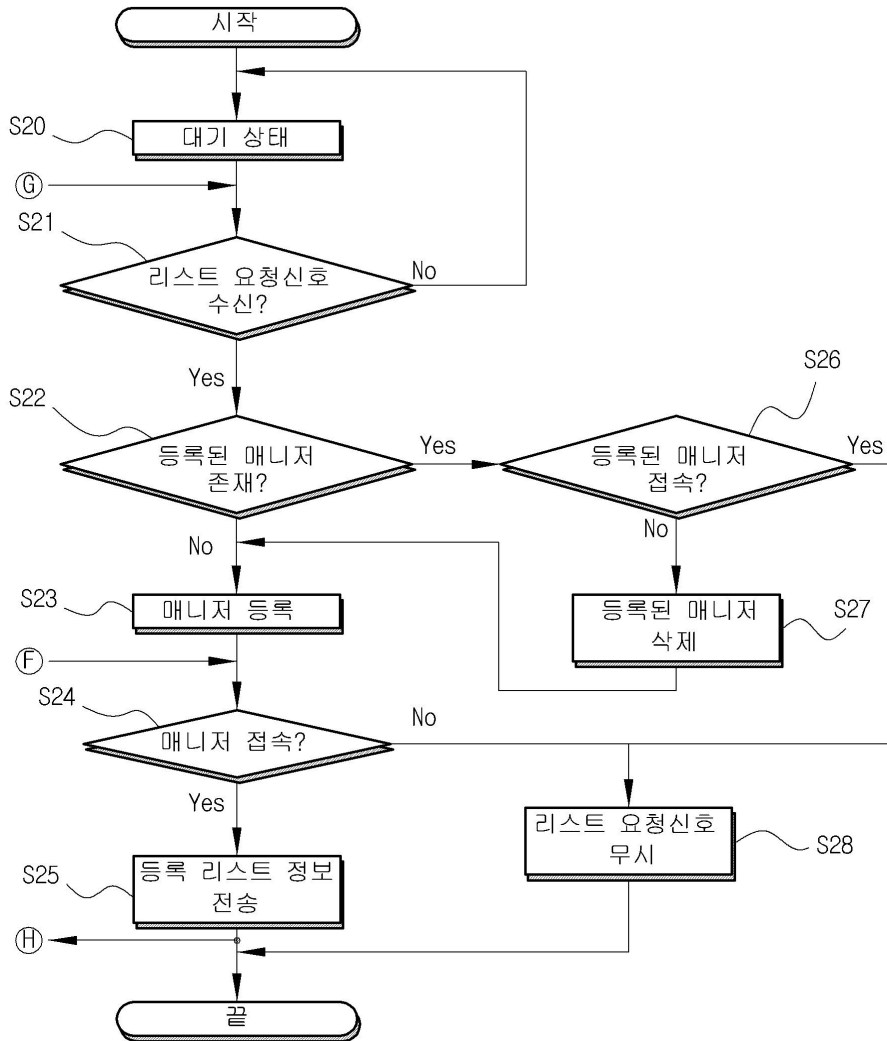 시작
S20
대기 상태
G
S21
리스트 요청신호
수신?
No
Yes
S22
등록된 매니저
존재?
Yes
S26
등록된 매니저
접속?
Yes
No
No
S23
매니저 등록
등록된 매니저
삭제
S27
F
S24
매니저 접속?
No
Yes
리스트 요청신호
무시
S28
S25
등록 리스트 정보
전송
H
끝